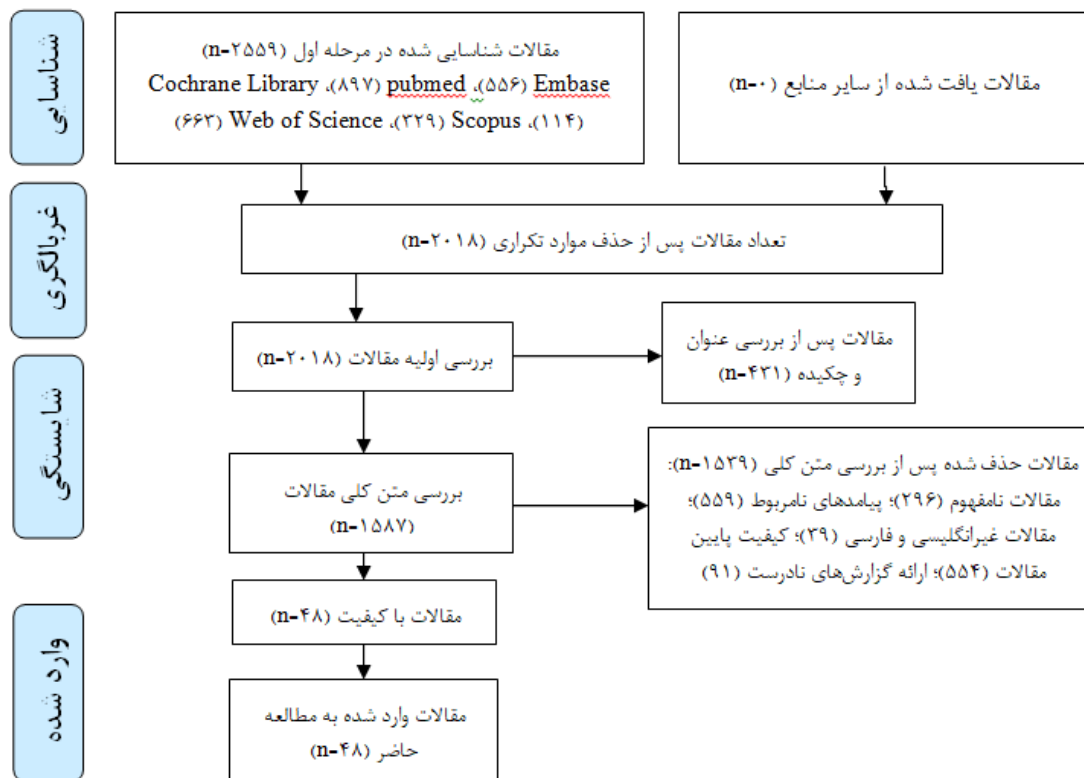 شناسایی
مقالات شناسایی شده در مرحله اول (n-۲۵۵۹)
Cochrane Library ،(۸۹۷) pubmed ،(۵۵۶) Embase
(۶۶۳) Web of Science ،(۳۲۹) Scopus ،(۱۱۴)
مقالات یافت شده از سایر منابع (n-۰)
غربالگری
تعداد مقالات پس از حذف موارد تکراری (n-۲۰۱۸)
بررسی اولیه مقالات (n-۲۰۱۸)
مقالات پس از بررسی عنوان
و چکیده (n-۴۳۱)
شایستگی
بررسی متن کلی مقالات
(n-۱۵۸۷)
مقالات حذف شده پس از بررسی متن کلی (n-۱۵۳۹):
مقالات نامفهوم (۲۹۶)؛ پیامدهای نامربوط (۵۵۹)؛
مقالات غیرانگلیسی و فارسی (۳۹)؛ کیفیت پایین
مقالات (۵۵۴)؛ ارائه گزارش‌های نادرست (۹۱)
مقالات با کیفیت (n-۴۸)
وارد شده
مقالات وارد شده به مطالعه
حاضر (n-۴۸)